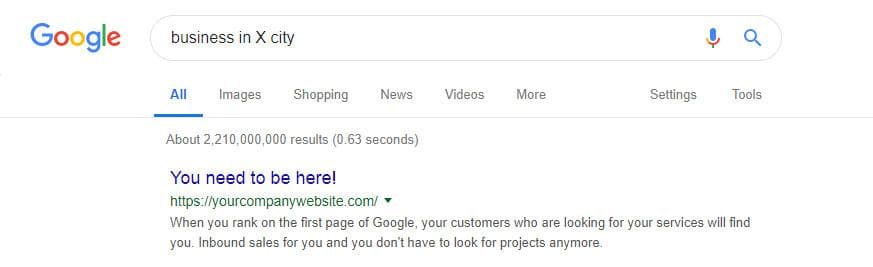 Google business in X city
All Images Shopping News Videos More Settings Tools
About 2,210,000,000 results (0.63 seconds)
You need to be here!
https://yourcompanywebsite.com/
When you rank on the first page of Google, your customers who are looking for your services will find
you. Inbound sales for you and you don't have to look for projects anymore.